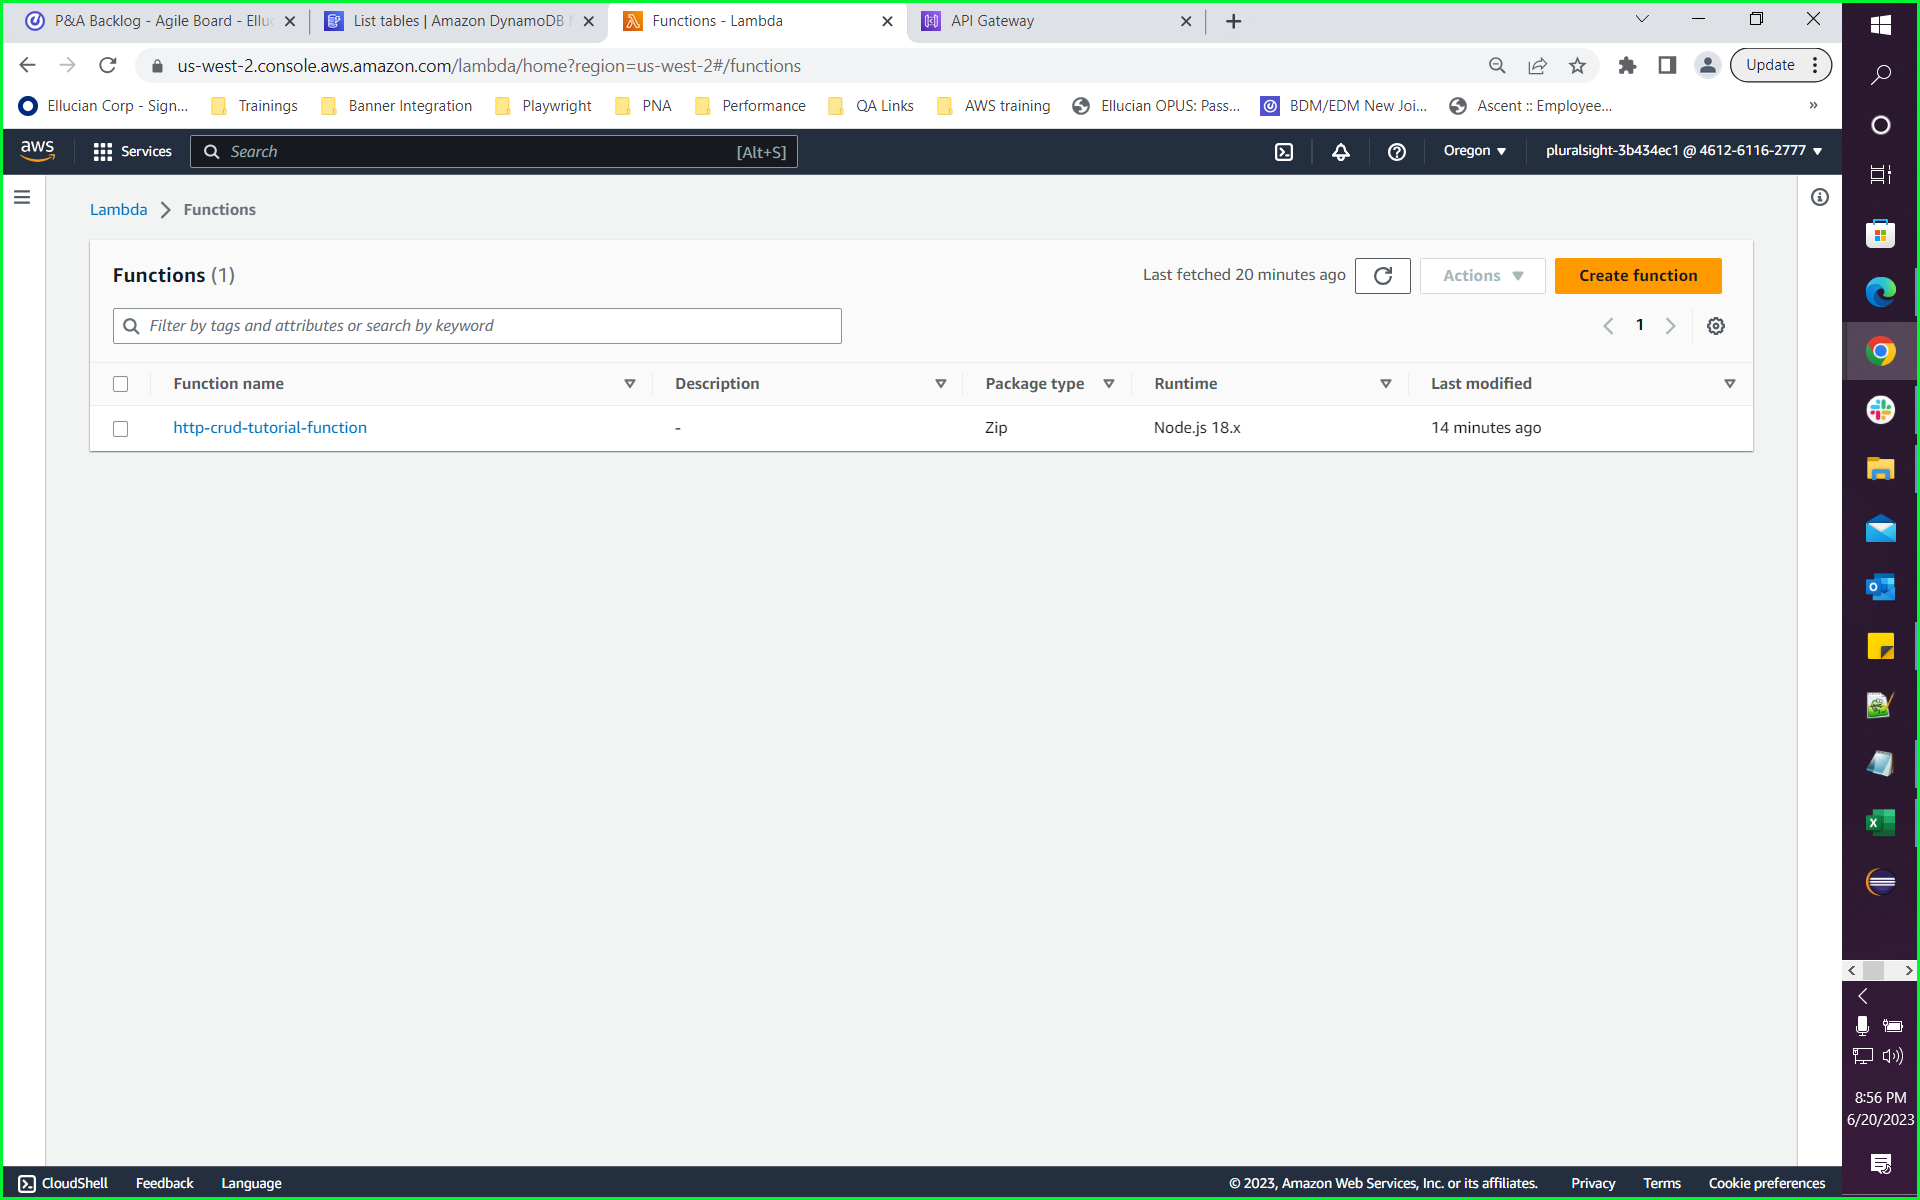 P&A Backlog - Agile Board - Elluc
List tables | Amazon DynamoDB
Functions - Lambda
API Gateway
us-west-2.console.aws.amazon.com/lambda/home?region=us-west-2#/functions
Update
Ellucian Corp - Sign...
Trainings
Banner Integration
Playwright
PNA
Performance
QA Links
AWS training
Ellucian OPUS: Pass...
BDM/EDM New Joi...
Ascent :: Employee...
»
aws
Services
Search
[Alt+S]
Oregon
pluralsight-3b434ec1 @ 4612-6116-2777
Lambda
Functions
Functions (1)
Last fetched 20 minutes ago
Actions
Create function
Filter by tags and attributes or search by keyword
1
Function name
Description
Package type
Runtime
Last modified
http-crud-tutorial-function
-
Zip
Node.js 18.x
14 minutes ago
8:56 PM
6/20/2023
CloudShell
Feedback
Language
© 2023, Amazon Web Services, Inc. or its affiliates.
Privacy
Terms
Cookie preferences